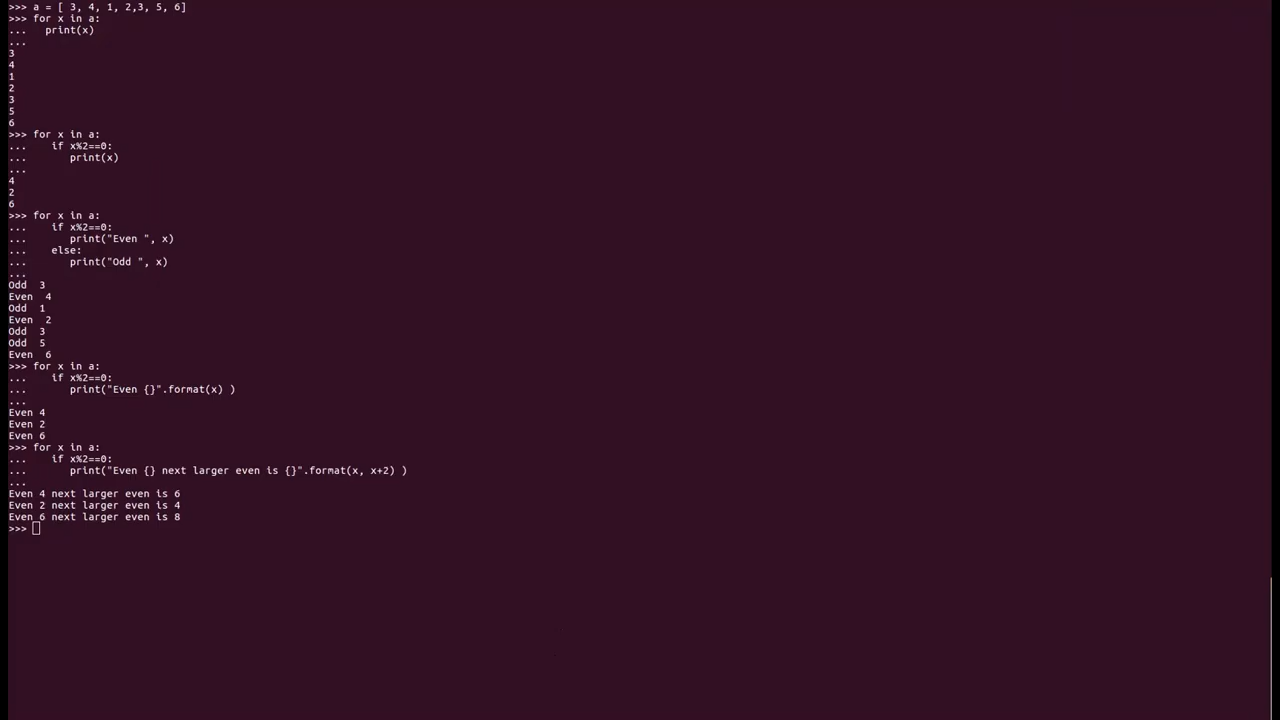 >>> a = [ 3, 4, 1, 2,3, 5, 6]
>>> for x in a:
...   print(x)
...
3
4
1
2
3
5
6
>>> for x in a:
...    if x%2==0:
...       print(x)
...
4
2
6
>>> for x in a:
...    if x%2==0:
...       print("Even ", x)
...    else:
...       print("Odd ", x)
...
Odd  3
Even  4
Odd  1
Even  2
Odd  3
Odd  5
Even  6
>>> for x in a:
...    if x%2==0:
...       print("Even {}".format(x) )
...
Even 4
Even 2
Even 6
>>> for x in a:
...    if x%2==0:
...       print("Even {} next larger even is {}".format(x, x+2) )
...
Even 4 next larger even is 6
Even 2 next larger even is 4
Even 6 next larger even is 8
>>>